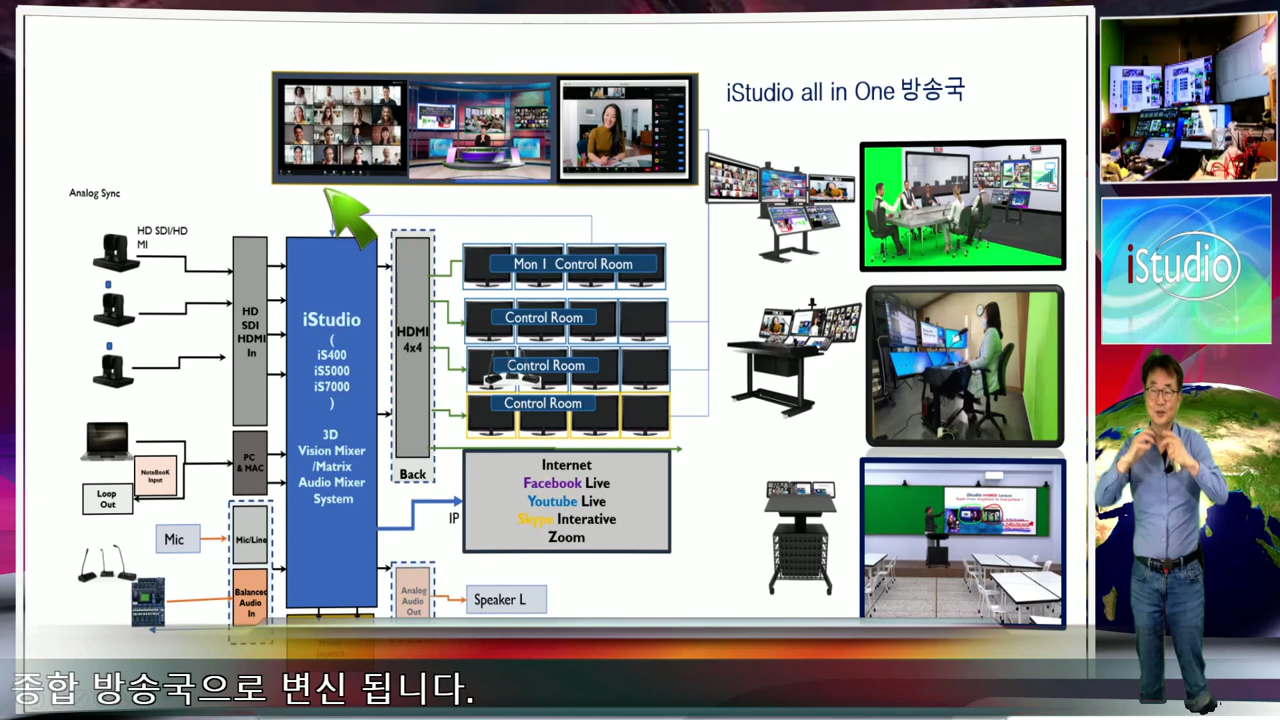 iStudio all in One 방송국
Analog Sync
HD SDI/HD
MI
HD
SDI
HDMI
In
iStudio
(
iS400
iS5000
iS7000
)
3D
Vision Mixer
/Matrix
Audio Mixer
System
HDMI
4x4
Back
Mon 1 Control Room
Control Room
Control Room
Control Room
PC
& MAC
NoteBooK
Input
Loop
Out
Mic
Mic/Line
Balanced
Audio
In
IP
Internet
Facebook Live
Youtube Live
Skype Interative
Zoom
Analog
Audio
Out
Speaker L
iStudio
종합 방송국으로 변신 됩니다.